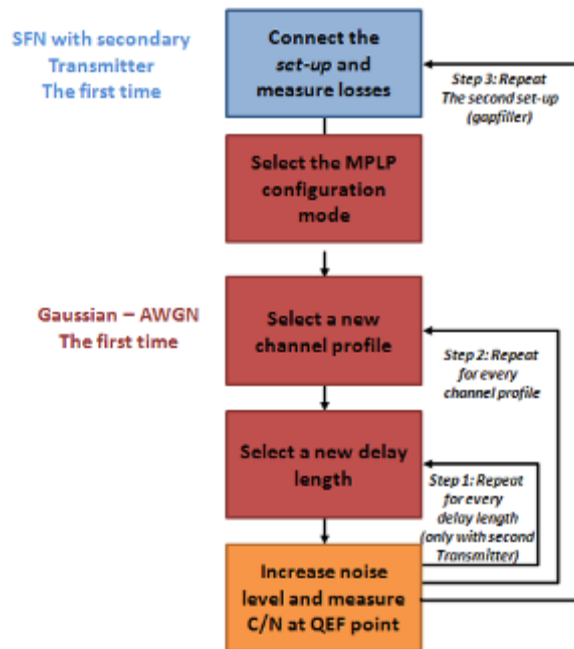 SFN with secondary
Transmitter
The first time
Connect the
set-up and
measure losses
Step 3: Repeat
The second set-up
(gapfiller)
Select the MPLP
configuration
mode
Gaussian – AWGN
The first time
Select a new
channel profile
Step 2: Repeat
for every
channel profile
Select a new delay
length
Step 1: Repeat
for every
delay length
(only with second
Transmitter)
Increase noise
level and measure
C/N at QEF point